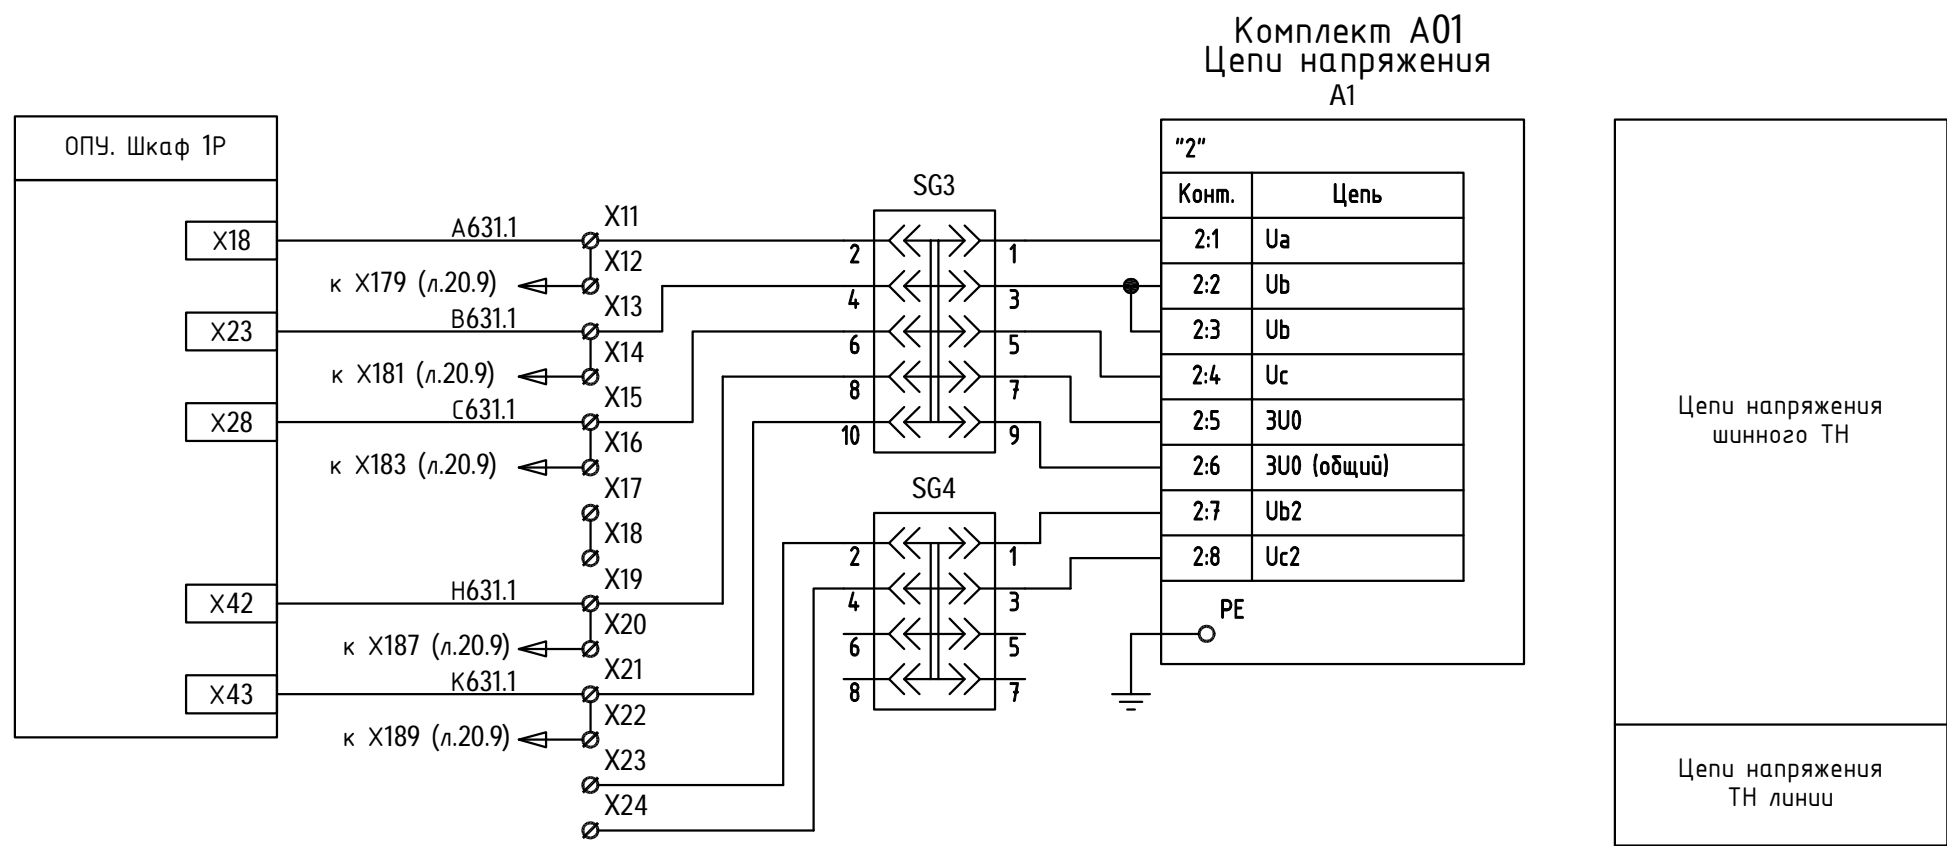 Комплект А01
Цепи напряжения
А1
ОПУ. Шкаф 1Р
"2"
Конт. Цепь
2:1 Ua
2:2 Ub
2:3 Ub
2:4 Uc
2:5 3U0
2:6 3U0 (общий)
2:7 Ub2
2:8 Uc2
PE
X18
X23
X28
X42
X43
А631.1
к X179 (л.20.9)
В631.1
к X181 (л.20.9)
С631.1
к X183 (л.20.9)
Н631.1
к X187 (л.20.9)
К631.1
к X189 (л.20.9)
X11
X12
X13
X14
X15
X16
X17
X18
X19
X20
X21
X22
X23
X24
SG3
2 1
4 3
6 5
8 7
10 9
SG4
2 1
4 3
6 5
8 7
Цепи напряжения
шинного ТН
Цепи напряжения
ТН линии